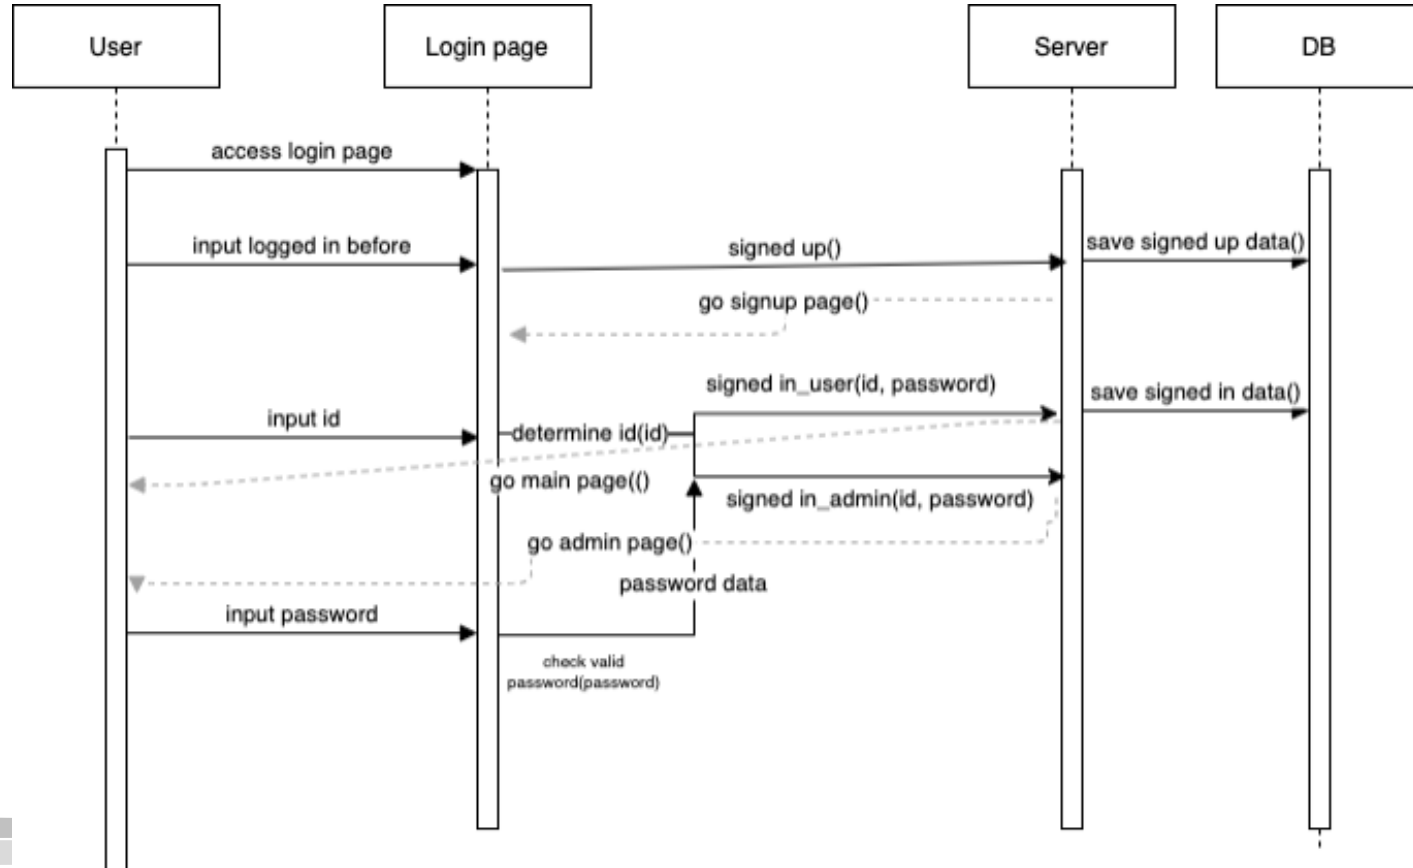 User
Login page
Server
DB
access login page
input logged in before
signed up()
save signed up data()
go signup page()
signed in_user(id, password)
save signed in data()
input id
determine id(id)
go main page(()
signed in_admin(id, password)
go admin page()
password data
input password
check valid
password(password)